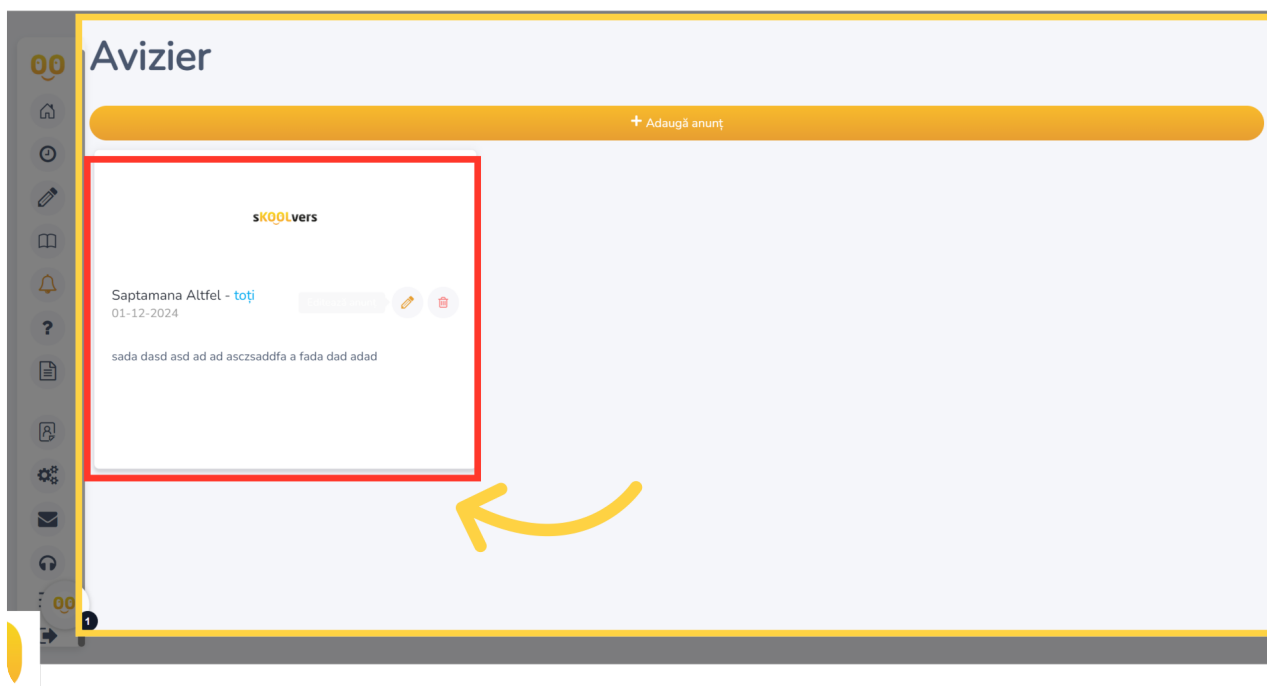 Avizier
+ Adaugă anunț
sKOOLvers
Saptamana Altfel - toți
01-12-2024
sada dasd asd ad ad asczsaddfa a fada dad adad
?
1